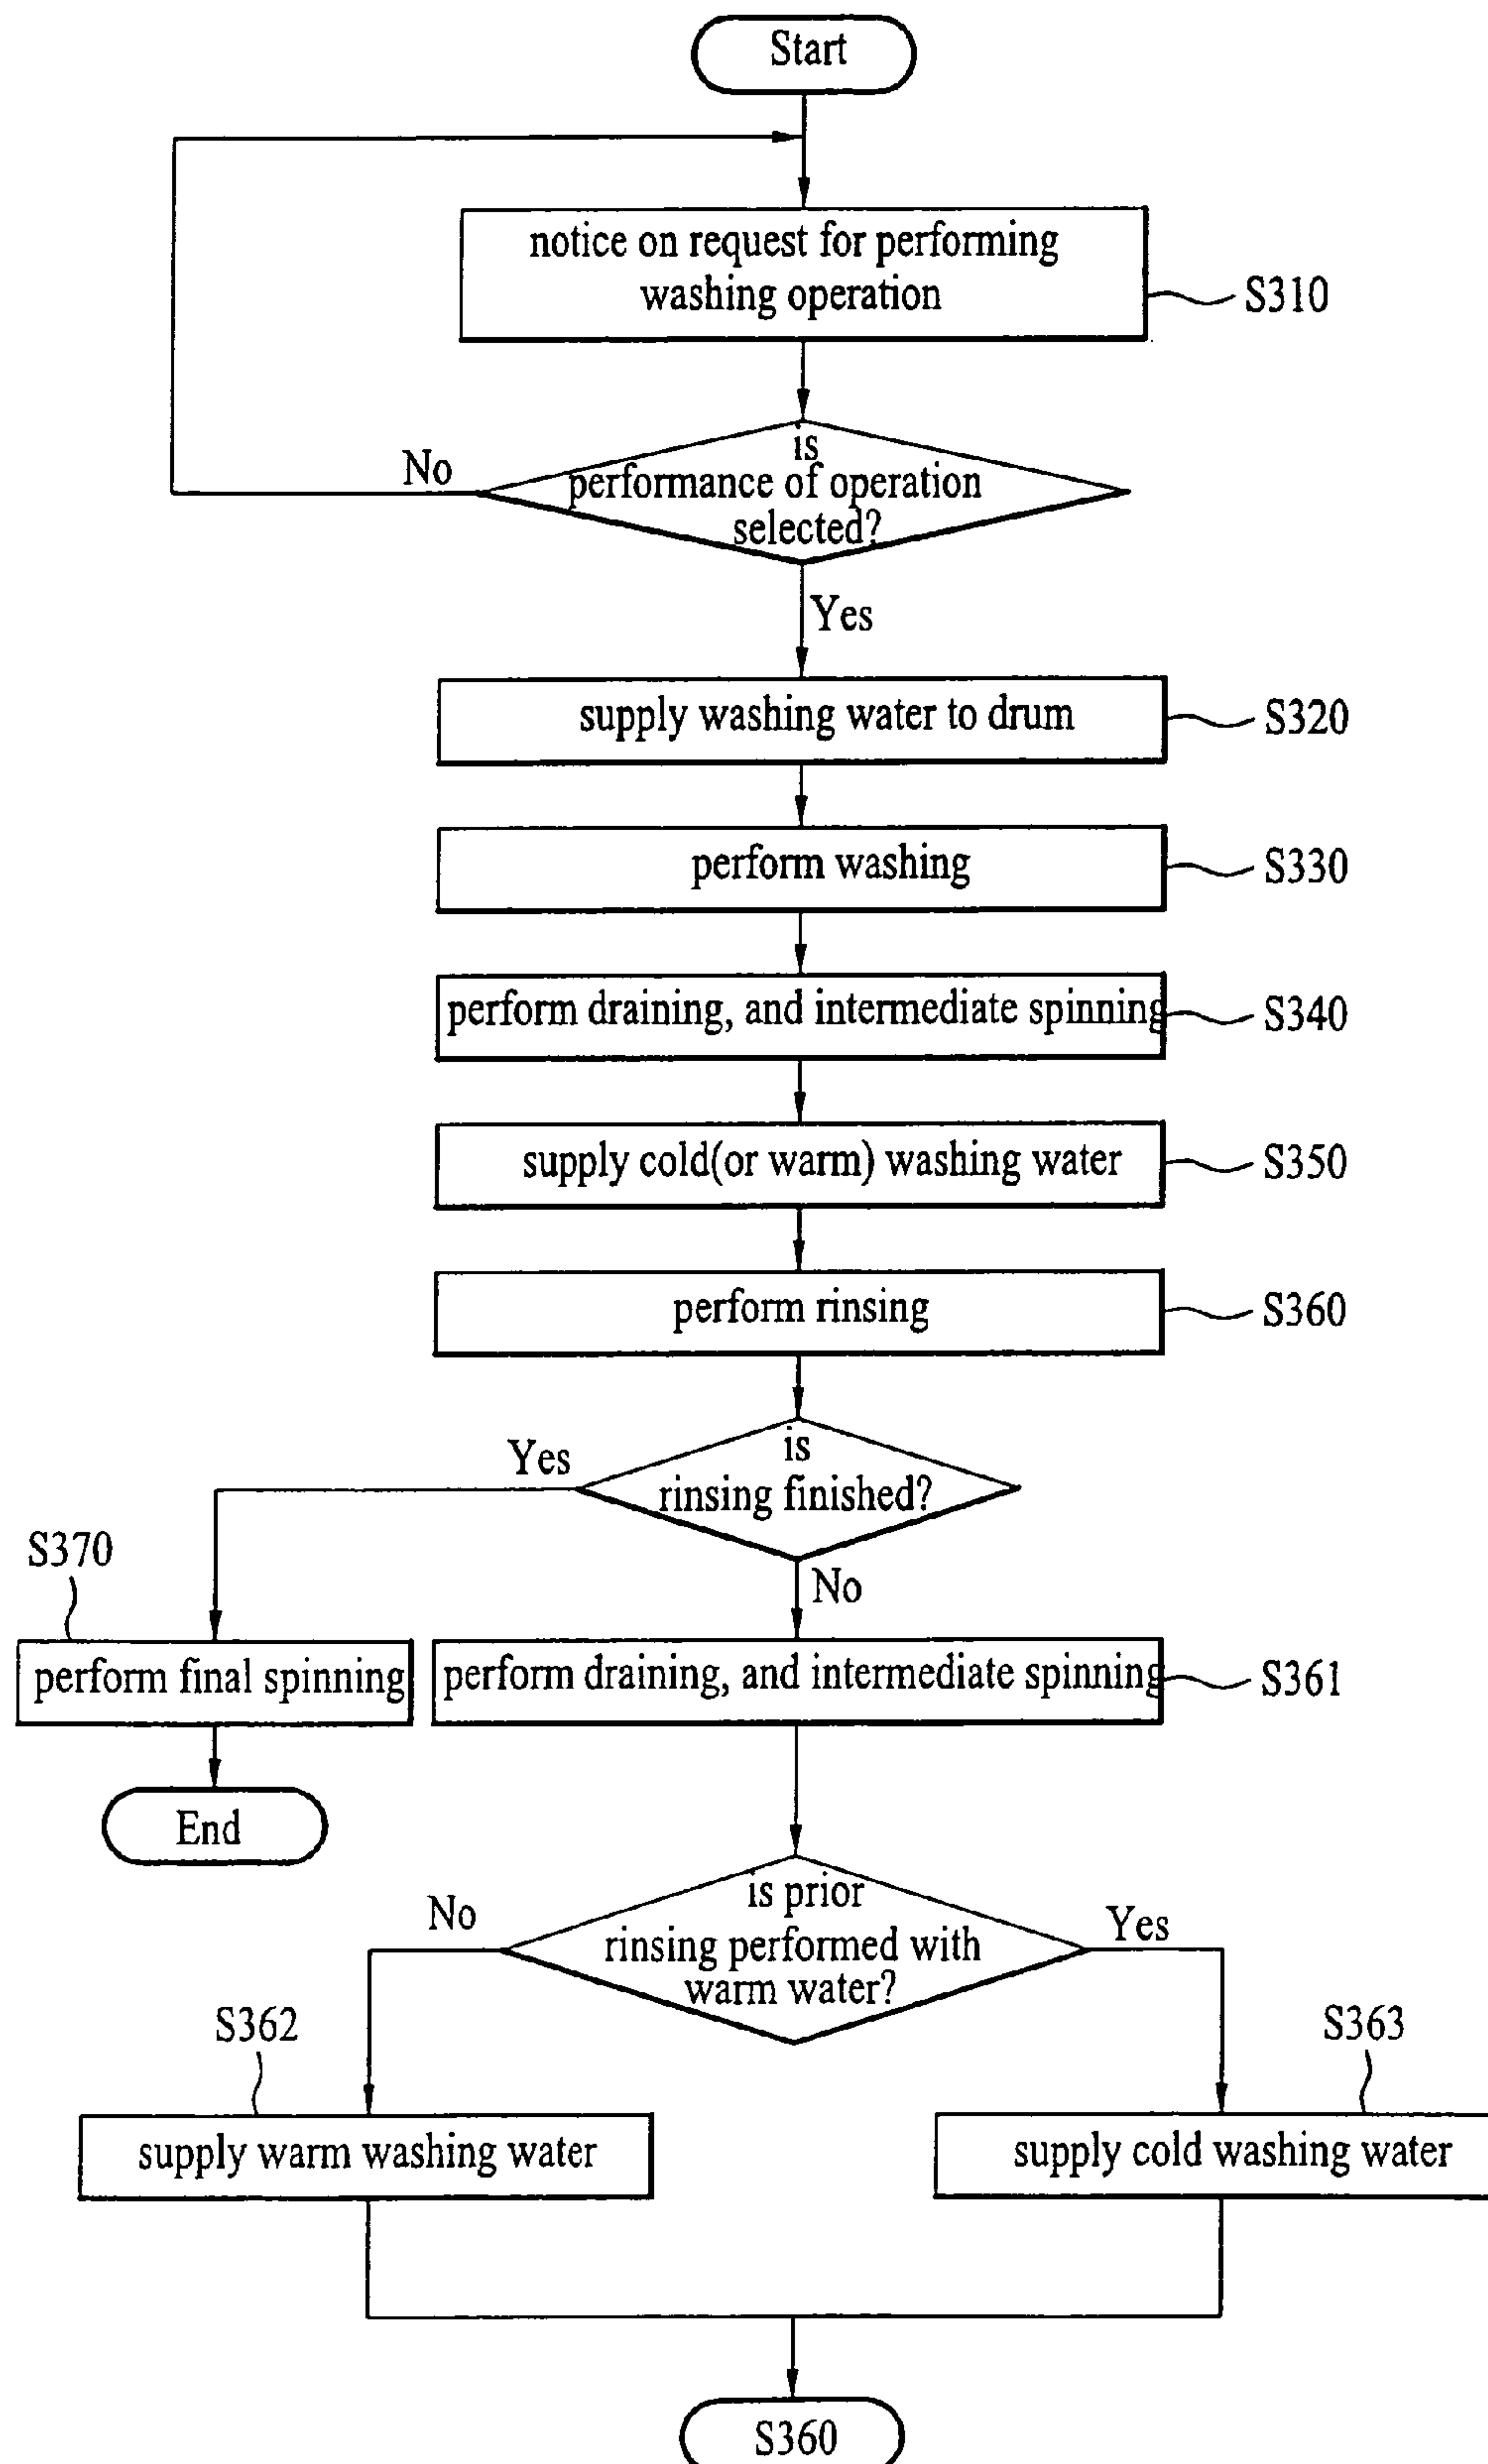 Start
notice on request for performing
washing operation
S310
is
performance of operation
selected?
No
Yes
supply washing water to drum
S320
perform washing
S330
perform draining, and intermediate spinning
S340
supply cold(or warm) washing water
S350
perform rinsing
S360
is
rinsing finished?
Yes
No
S370
perform final spinning
perform draining, and intermediate spinning
S361
End
is prior
rinsing performed with
warm water?
No
Yes
S362
S363
supply warm washing water
supply cold washing water
S360